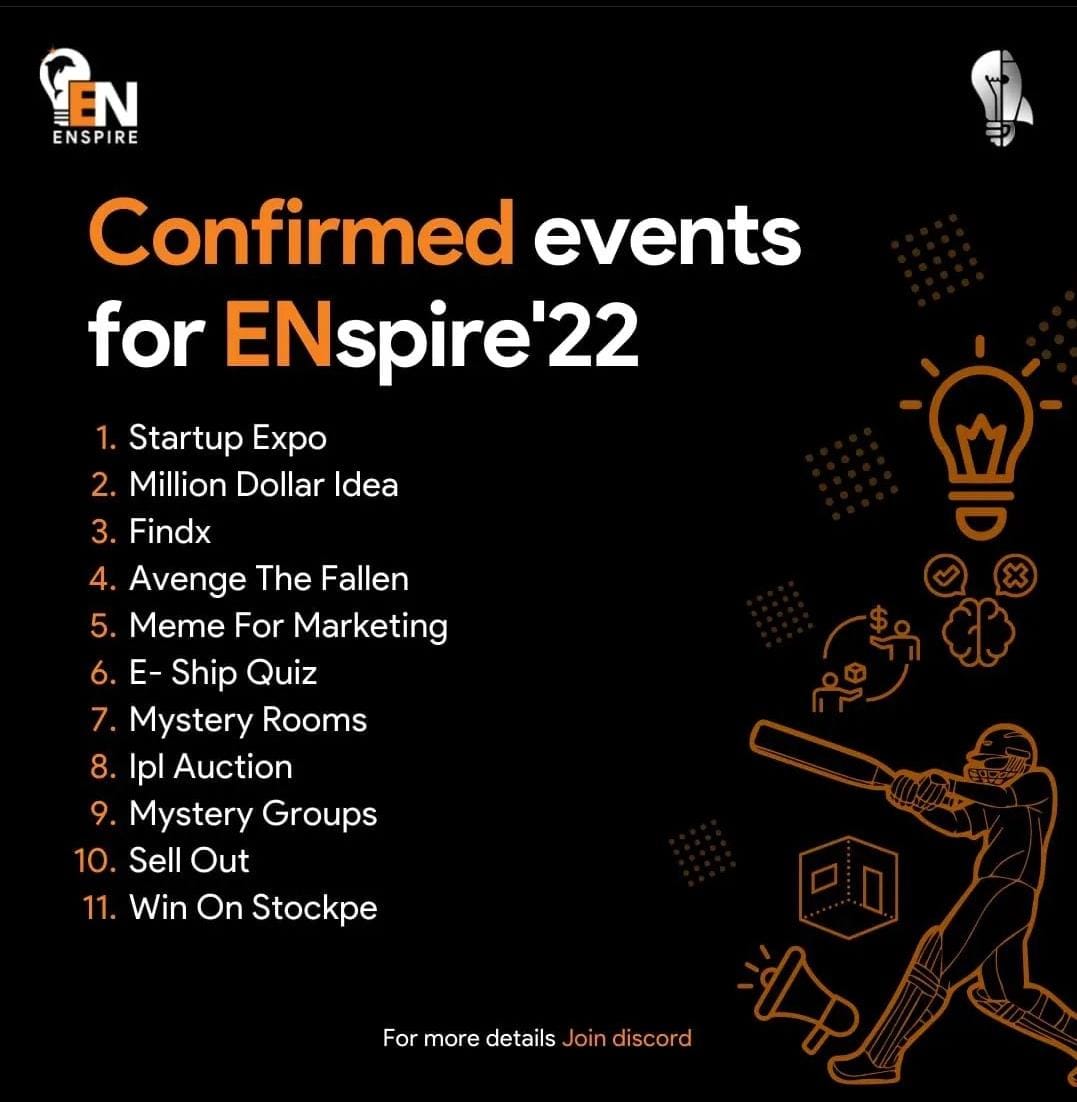 EN
ENSPIRE
Confirmed events
for ENspire'22
1. Startup Expo
2. Million Dollar Idea
3. Findx
4. Avenge The Fallen
5. Meme For Marketing
6. E- Ship Quiz
7. Mystery Rooms
8. Ipl Auction
9. Mystery Groups
10. Sell Out
11. Win On Stockpe
$
For more details Join discord